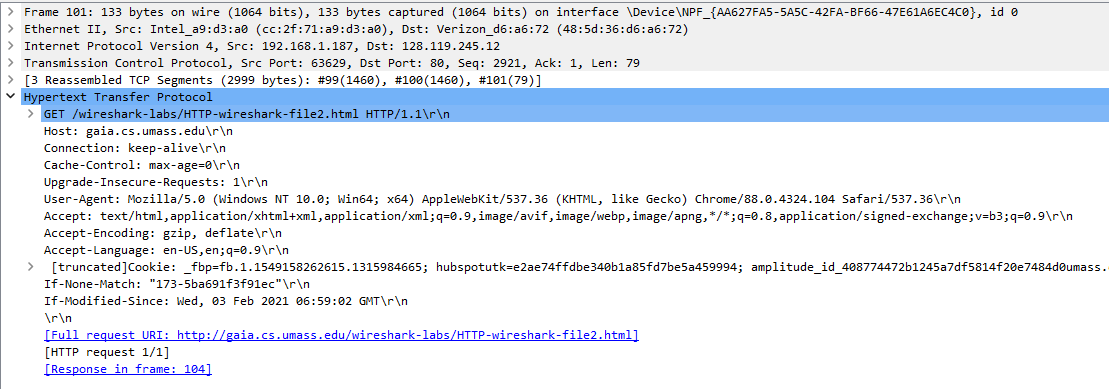 Frame 101: 133 bytes on wire (1064 bits), 133 bytes captured (1064 bits) on interface \Device\NPF_{AA627FA5-5A5C-42FA-BF66-47E61A6EC4C0}, id 0
Ethernet II, Src: Intel_a9:d3:a0 (cc:2f:71:a9:d3:a0), Dst: Verizon_d6:a6:72 (48:5d:36:d6:a6:72)
Internet Protocol Version 4, Src: 192.168.1.187, Dst: 128.119.245.12
Transmission Control Protocol, Src Port: 63629, Dst Port: 80, Seq: 2921, Ack: 1, Len: 79
[3 Reassembled TCP Segments (2999 bytes): #99(1460), #100(1460), #101(79)]
Hypertext Transfer Protocol
GET /wireshark-labs/HTTP-wireshark-file2.html HTTP/1.1\r\n
Host: gaia.cs.umass.edu\r\n
Connection: keep-alive\r\n
Cache-Control: max-age=0\r\n
Upgrade-Insecure-Requests: 1\r\n
User-Agent: Mozilla/5.0 (Windows NT 10.0; Win64; x64) AppleWebKit/537.36 (KHTML, like Gecko) Chrome/88.0.4324.104 Safari/537.36\r\n
Accept: text/html,application/xhtml+xml,application/xml;q=0.9,image/avif,image/webp,image/apng,*/*;q=0.8,application/signed-exchange;v=b3;q=0.9\r\n
Accept-Encoding: gzip, deflate\r\n
Accept-Language: en-US,en;q=0.9\r\n
[truncated]Cookie: _fbp=fb.1.1549158262615.1315984665; hubspotutk=e2ae74ffdbe340b1a85fd7be5a459994; amplitude_id_408774472b1245a7df5814f20e7484d0umass.
If-None-Match: "173-5ba691f3f91ec"\r\n
If-Modified-Since: Wed, 03 Feb 2021 06:59:02 GMT\r\n
\r\n
[Full request URI: http://gaia.cs.umass.edu/wireshark-labs/HTTP-wireshark-file2.html]
[HTTP request 1/1]
[Response in frame: 104]